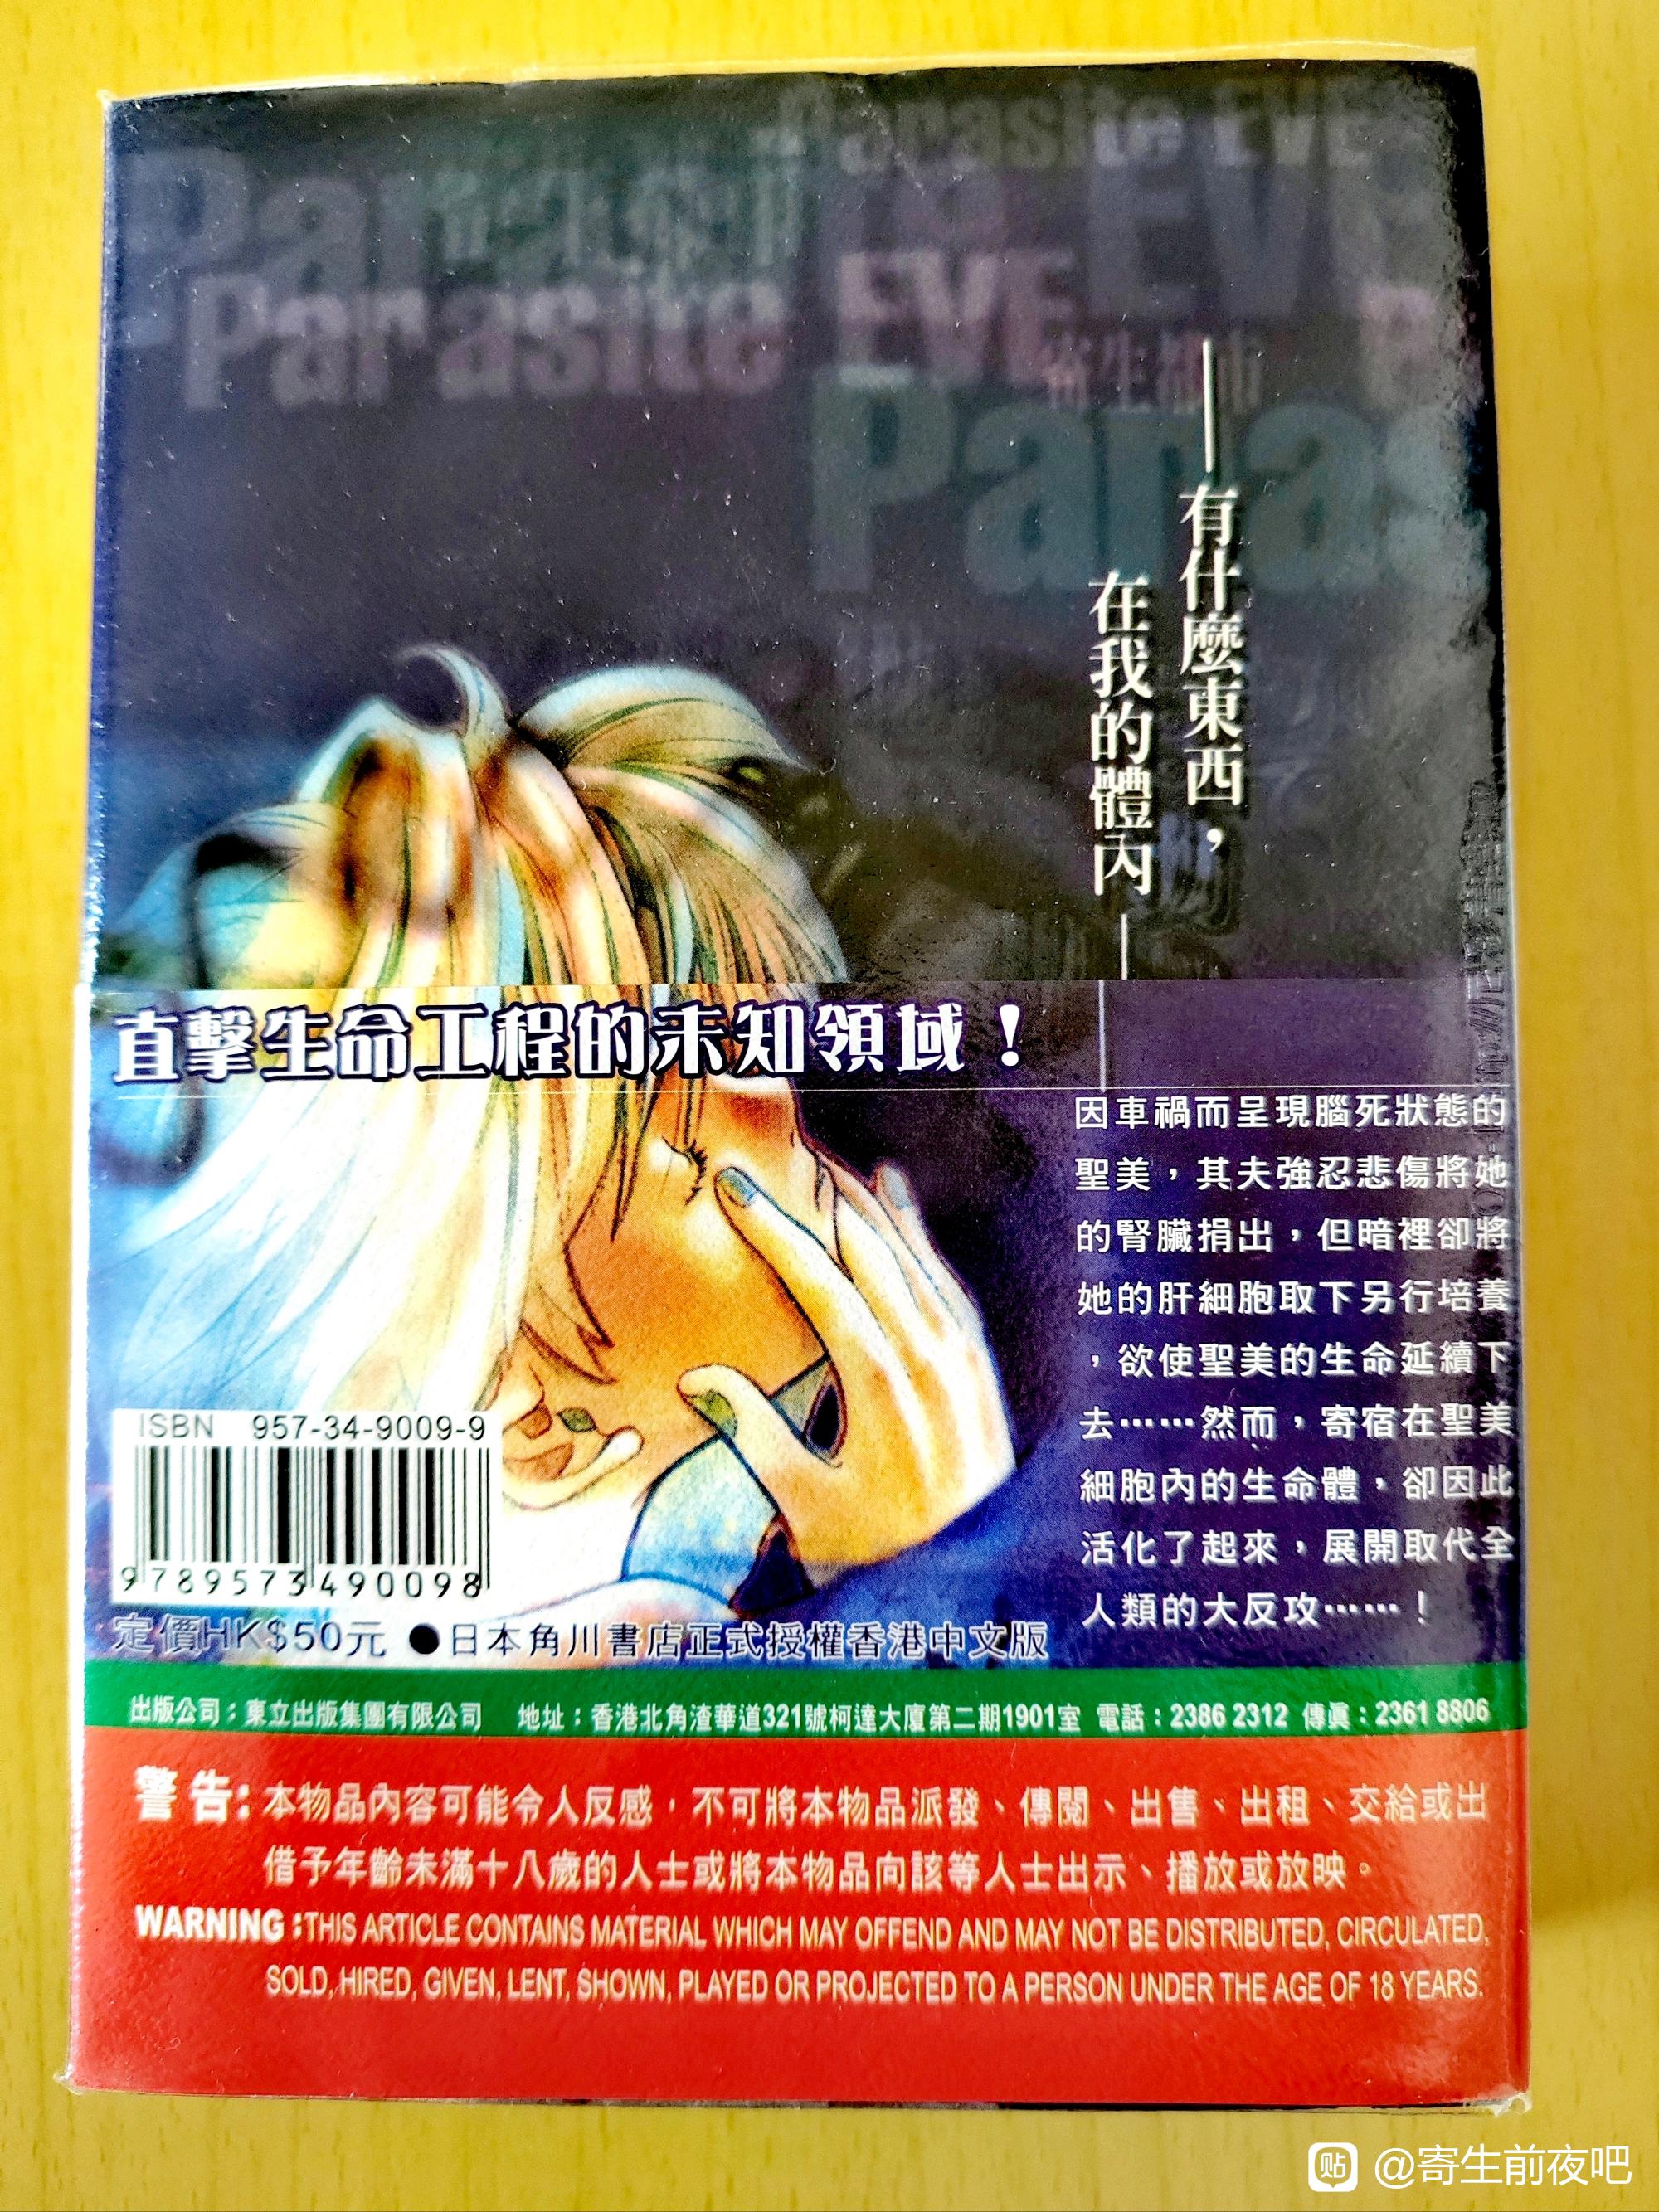 Parasite EVE
Parasite EVE
Parasite EVE
寄生都市
Paras
——有什麼東西，
在我的體內——
直擊生命工程的未知領域！
因車禍而呈現腦死狀態的
聖美，其夫強忍悲傷將她
的腎臟捐出，但暗裡卻將
她的肝細胞取下另行培養
，欲使聖美的生命延續下
去……然而，寄宿在聖美
細胞內的生命體，卻因此
活化了起來，展開取代全
人類的大反攻……！
ISBN 957-34-9009-9
9789573490098
定價HK$50元 ●日本角川書店正式授權香港中文版
出版公司：東立出版集團有限公司 地址：香港北角渣華道321號柯達大廈第二期1901室 電話：2386 2312 傳眞：2361 8806
警告：本物品內容可能令人反感，不可將本物品派發、傳閱、出售、出租、交給或出
借予年齡未滿十八歲的人士或將本物品向該等人士出示、播放或放映。
WARNING：THIS ARTICLE CONTAINS MATERIAL WHICH MAY OFFEND AND MAY NOT BE DISTRIBUTED, CIRCULATED,
SOLD, HIRED, GIVEN, LENT, SHOWN, PLAYED OR PROJECTED TO A PERSON UNDER THE AGE OF 18 YEARS.
贴 @寄生前夜吧